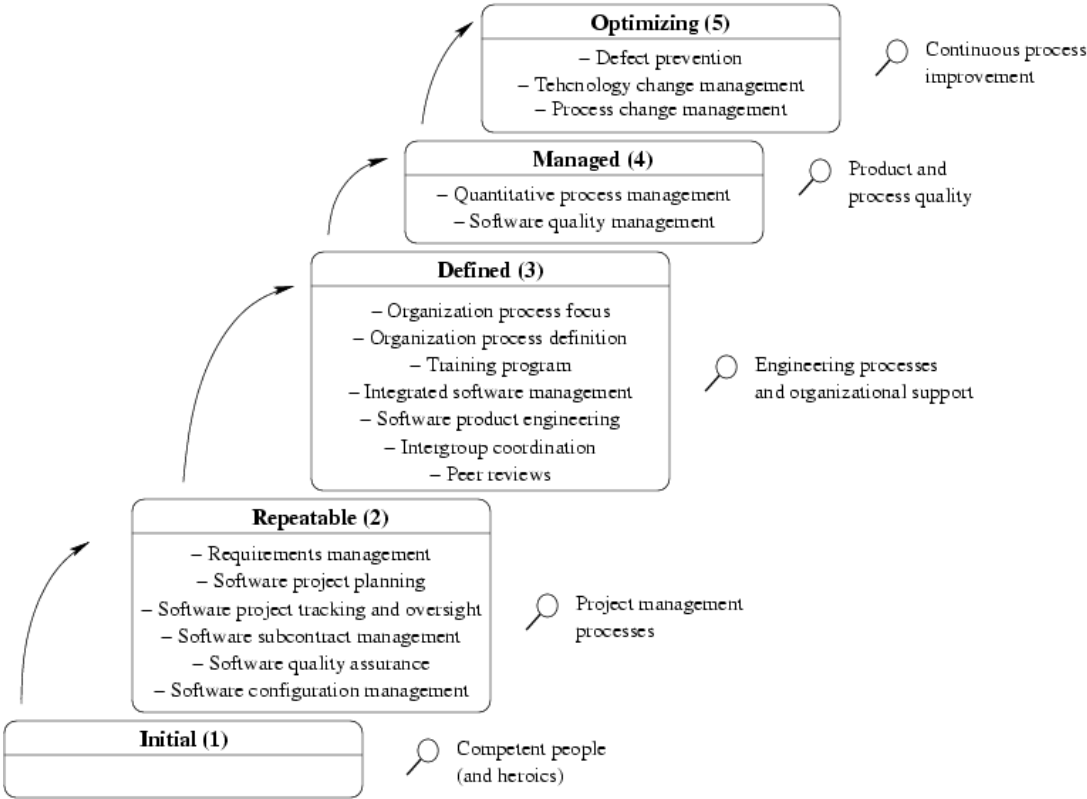 Optimizing (5)
– Defect prevention
– Tehcnology change management
– Process change management
Continuous process
improvement
Managed (4)
– Quantitative process management
– Software quality management
Product and
process quality
Defined (3)
– Organization process focus
– Organization process definition
– Training program
– Integrated software management
– Software product engineering
– Intergroup coordination
– Peer reviews
Engineering processes
and organizational support
Repeatable (2)
– Requirements management
– Software project planning
– Software project tracking and oversight
– Software subcontract management
– Software quality assurance
– Software configuration management
Project management
processes
Initial (1)
Competent people
(and heroics)